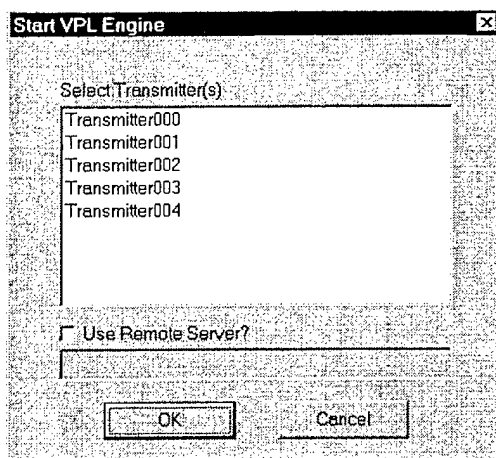 Start VPL Engine
Select Transmitter(s)
Transmitter000
Transmitter001
Transmitter002
Transmitter003
Transmitter004
Use Remote Server?
OK
Cancel